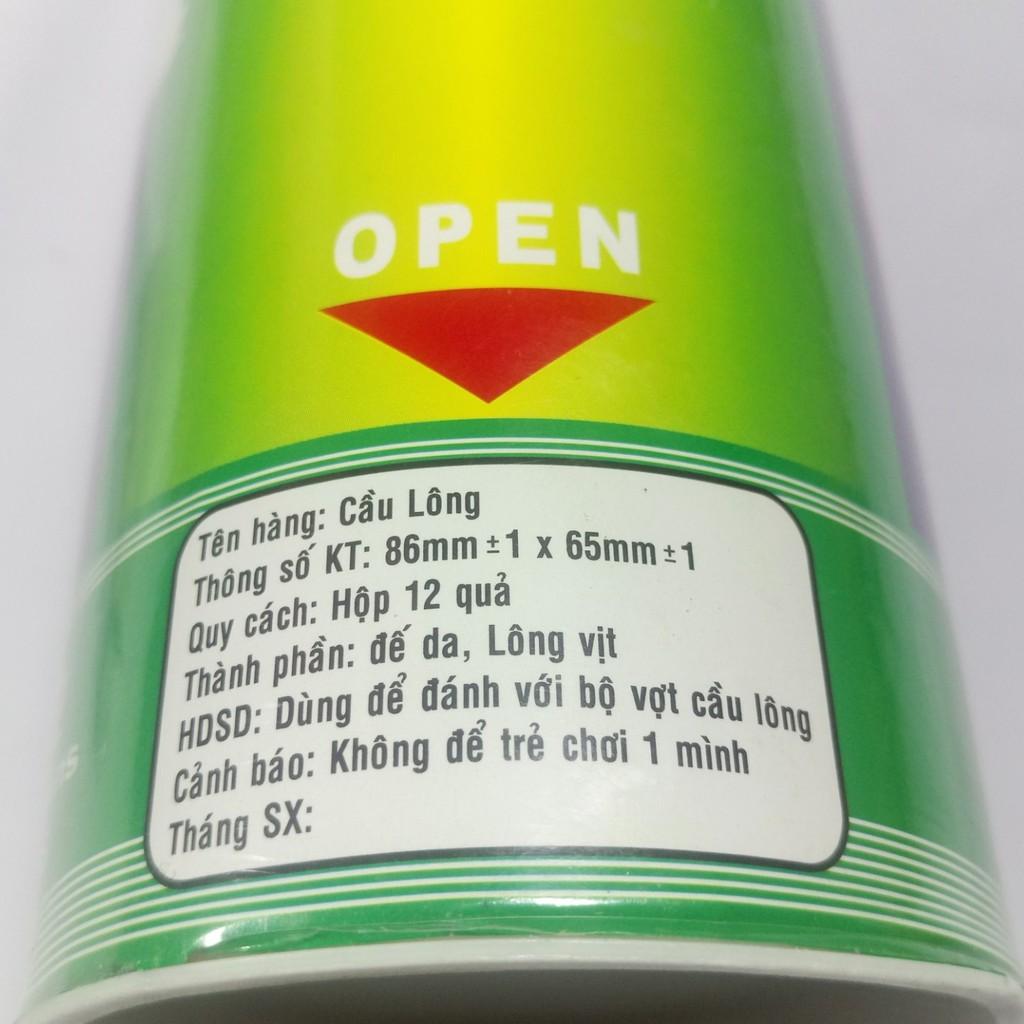 OPEN
Tên hàng: Cầu Lông
Thông số KT: 86mm ±1 x 65mm ±1
Quy cách: Hộp 12 quả
Thành phần: đế da, Lông vịt
HDSD: Dùng để đánh với bộ vợt cầu lông
Cảnh báo: Không để trẻ chơi 1 mình
Tháng SX: